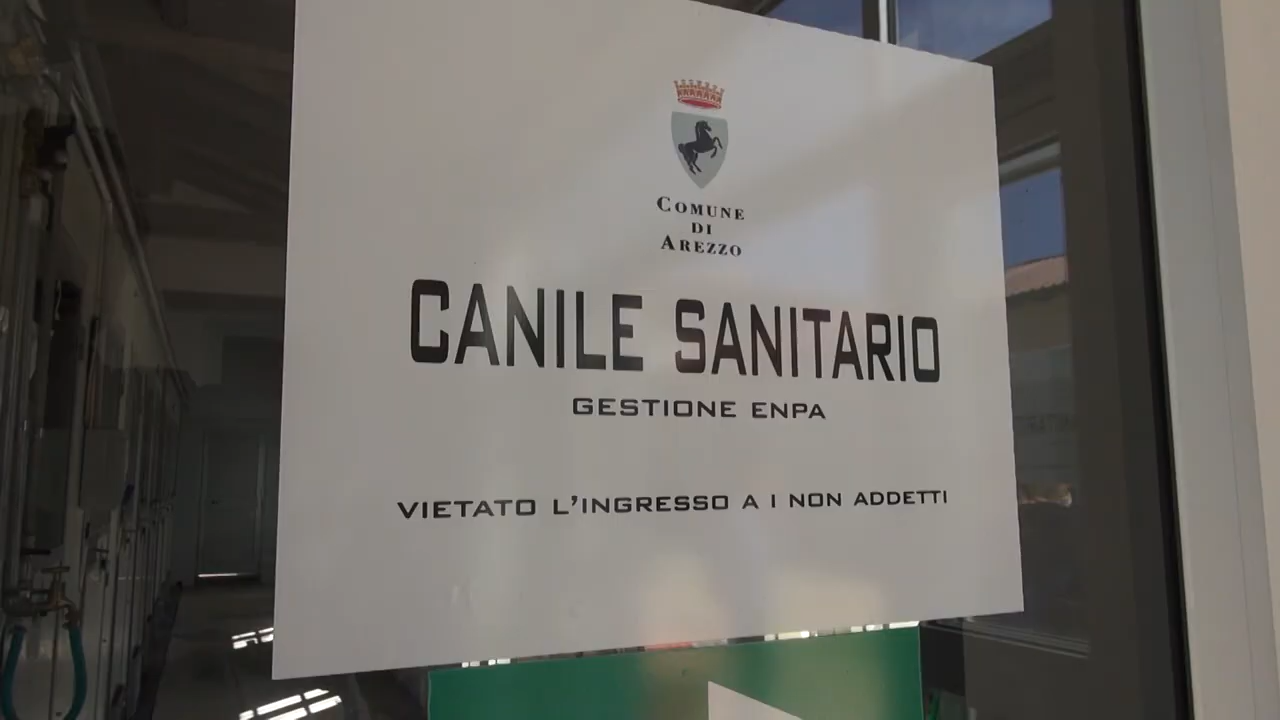 COMUNE
DI
AREZZO
CANILE SANITARIO
GESTIONE ENPA
VIETATO L'INGRESSO A I NON ADDETTI